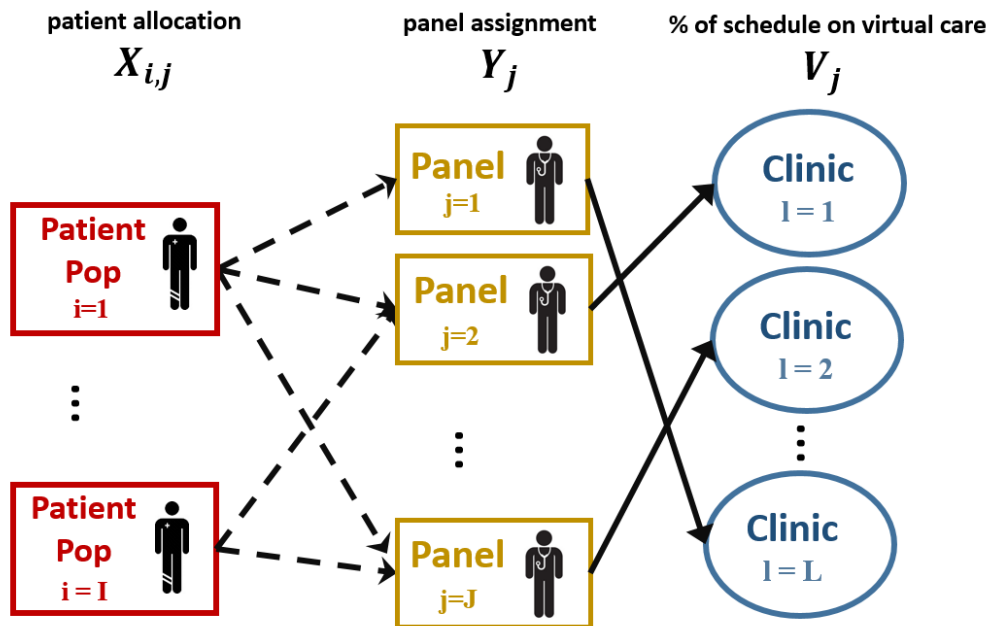 patient allocation
X_{i,j}
panel assignment
Y_j
% of schedule on virtual care
V_j
Patient
Pop
i=1
⋮
Patient
Pop
i = I
Panel
j=1
Panel
j=2
⋮
Panel
j=J
Clinic
l = 1
Clinic
l = 2
⋮
Clinic
l = L